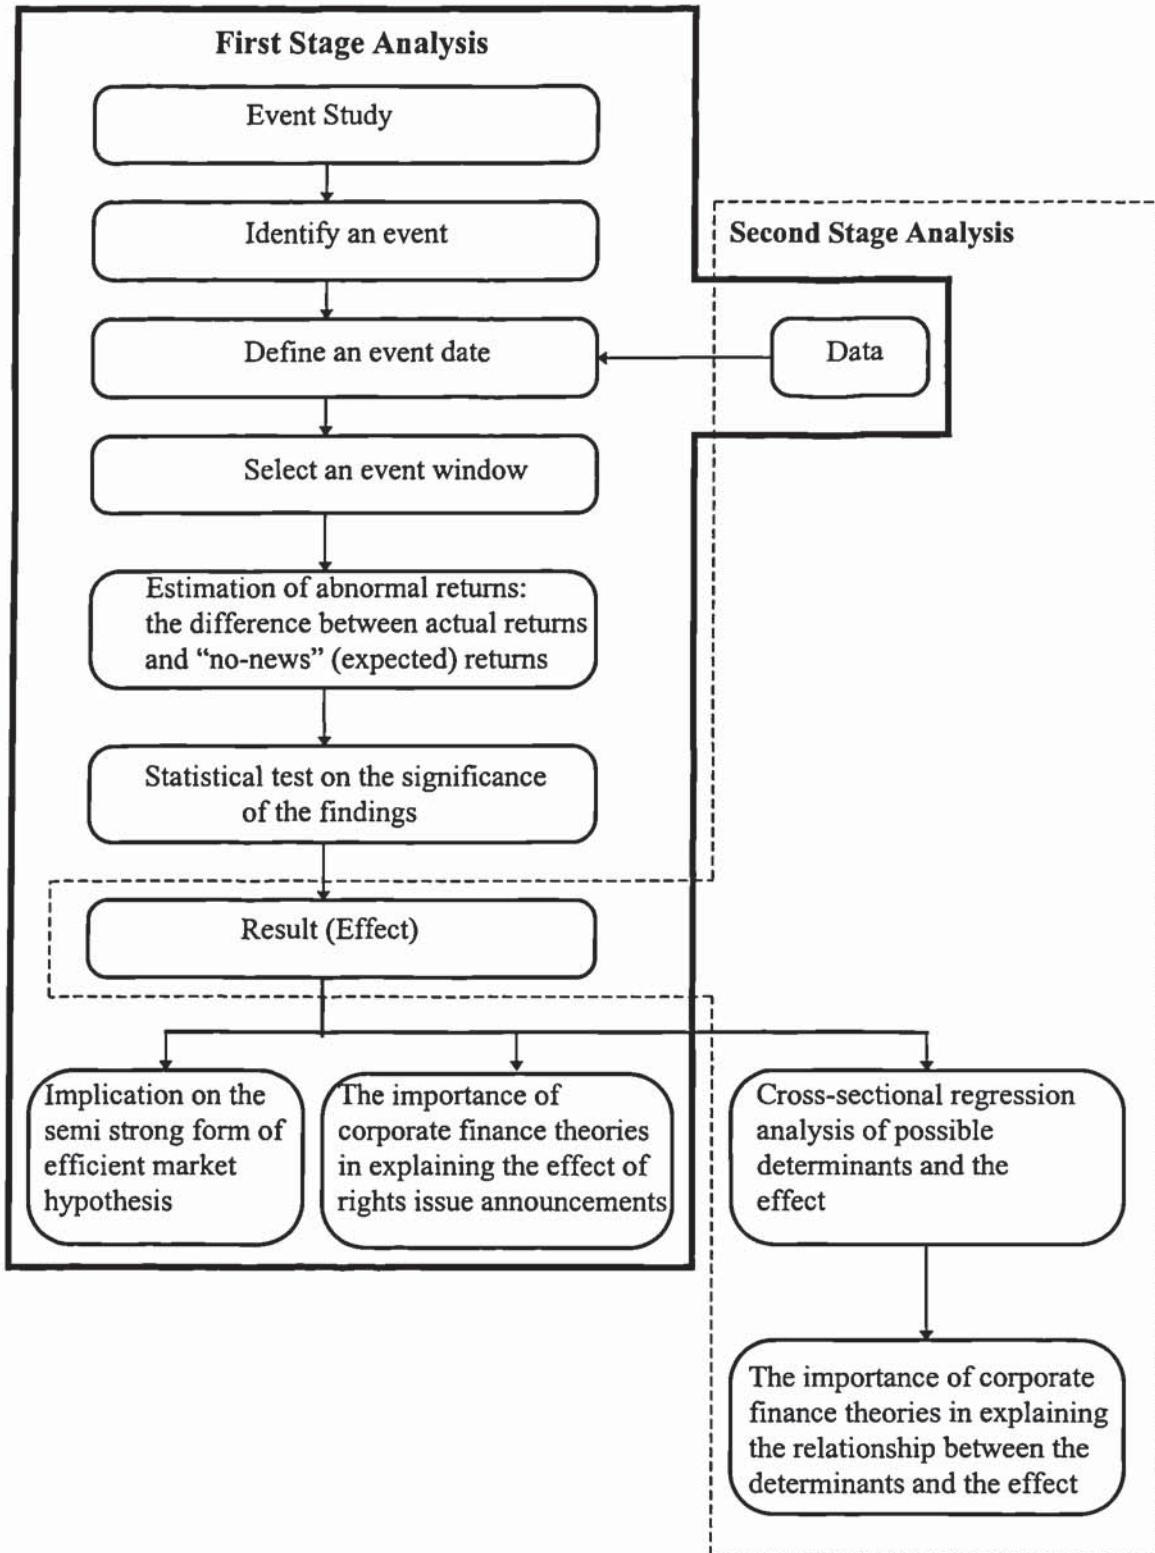 First Stage Analysis
Event Study
Identify an event
Second Stage Analysis
Define an event date
Data
Select an event window
Estimation of abnormal returns:
the difference between actual returns
and “no-news” (expected) returns
Statistical test on the significance
of the findings
Result (Effect)
Implication on the
semi strong form of
efficient market
hypothesis
The importance of
corporate finance theories
in explaining the effect of
rights issue announcements
Cross-sectional regression
analysis of possible
determinants and the
effect
The importance of corporate
finance theories in explaining
the relationship between the
determinants and the effect